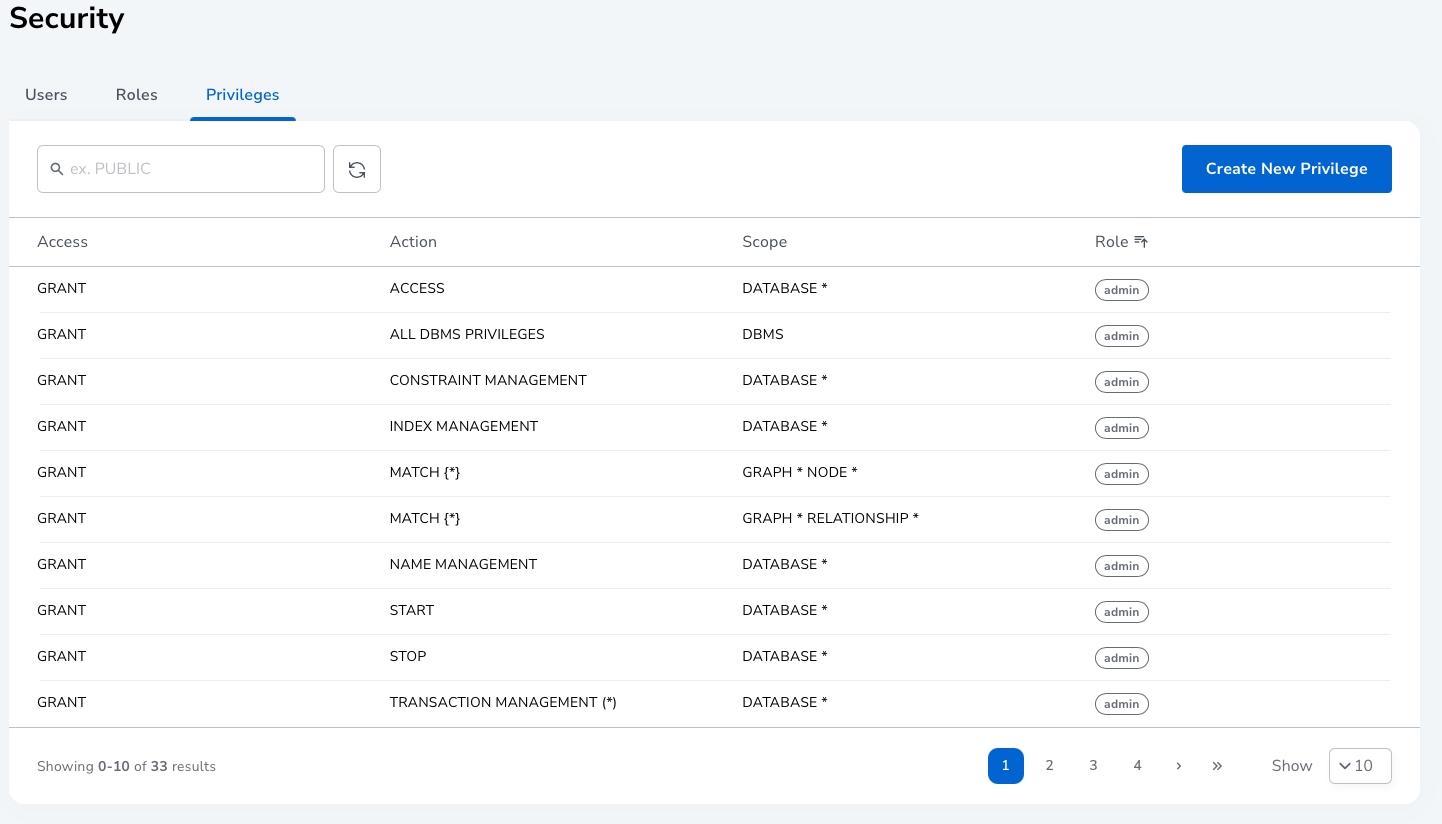 Security
Users Roles Privileges
ex. PUBLIC Create New Privilege
Access Action Scope Role
GRANT ACCESS DATABASE * admin
GRANT ALL DBMS PRIVILEGES DBMS admin
GRANT CONSTRAINT MANAGEMENT DATABASE * admin
GRANT INDEX MANAGEMENT DATABASE * admin
GRANT MATCH {*} GRAPH * NODE * admin
GRANT MATCH {*} GRAPH * RELATIONSHIP * admin
GRANT NAME MANAGEMENT DATABASE * admin
GRANT START DATABASE * admin
GRANT STOP DATABASE * admin
GRANT TRANSACTION MANAGEMENT (*) DATABASE * admin
Showing 0-10 of 33 results 1 2 3 4 › » Show 10